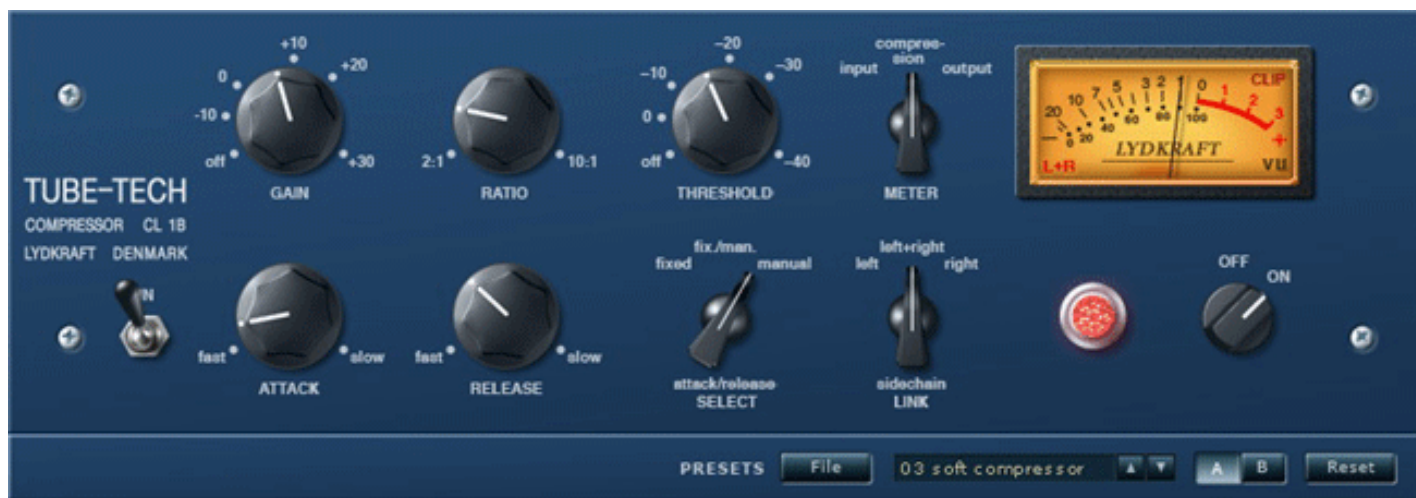 +10
0 +20
-10
off +30
GAIN
2:1 10:1
RATIO
-20
-10 -30
0
off -40
THRESHOLD
compres-
sion
input output
METER
20 10 7 5 3 2 1 0 1 2 3
0 20 40 60 80 100
CLIP
+
L+R
LYDKRAFT
VU
TUBE-TECH
COMPRESSOR CL 1B
LYDKRAFT DENMARK
IN
fast slow
ATTACK
fast slow
RELEASE
fix./man.
fixed manual
attack/release
SELECT
left+right
left right
sidechain
LINK
OFF
ON
PRESETS
File
03 soft compressor
A
B
Reset